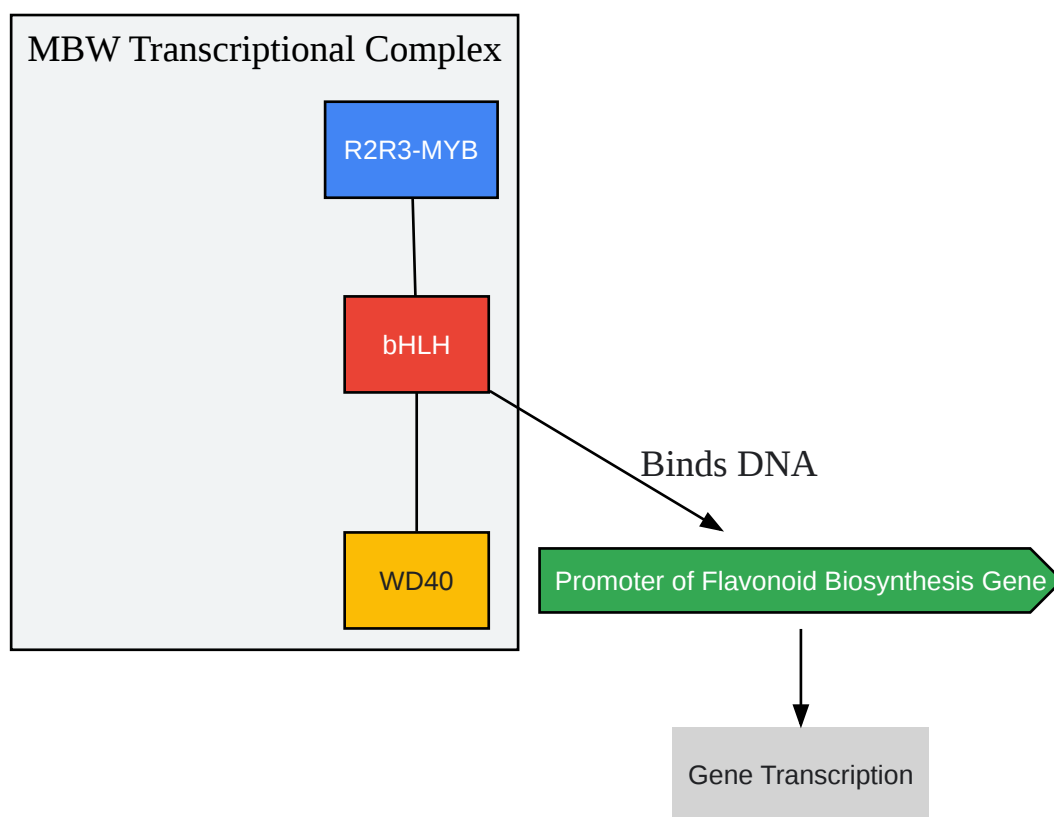 MBW Transcriptional Complex
R2R3-MYB
bHLH
Binds DNA
WD40
Promoter of Flavonoid Biosynthesis Gene
Gene Transcription